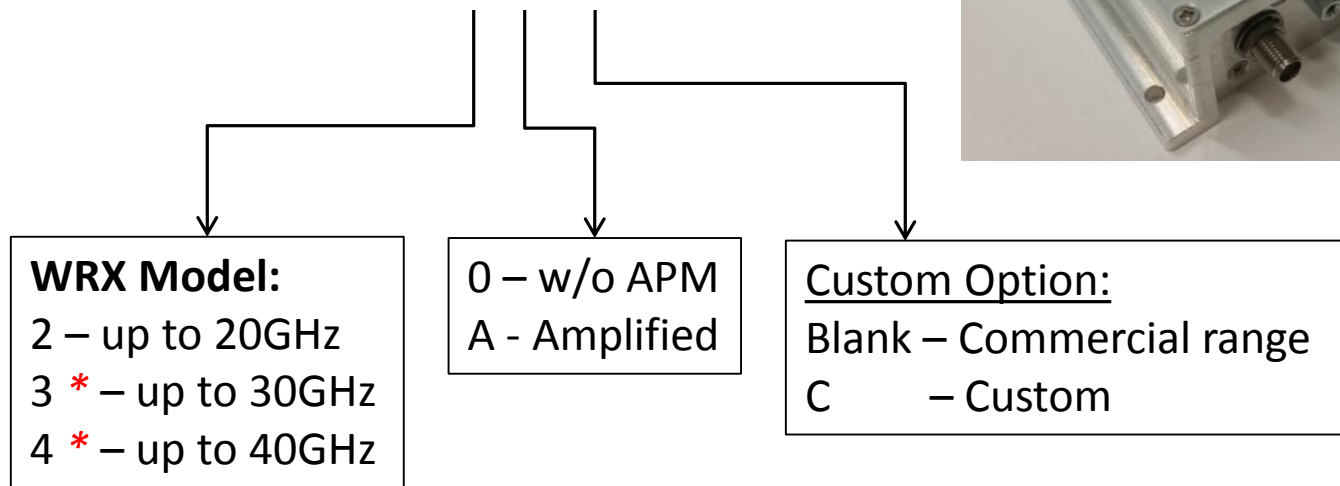 WRX Model:
2 – up to 20GHz
3 * – up to 30GHz
4 * – up to 40GHz
0 – w/o APM
A - Amplified
Custom Option:
Blank – Commercial range
C – Custom